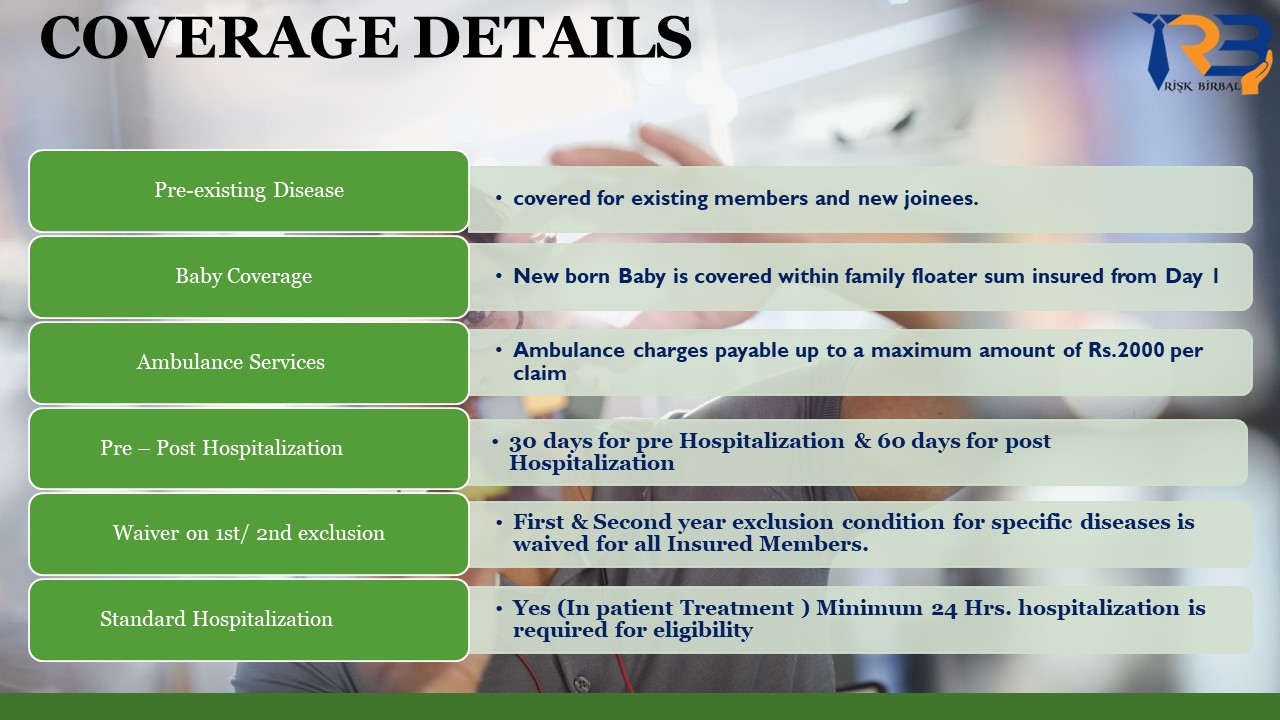 COVERAGE DETAILS
RISK BIRBAL
Pre-existing Disease
• covered for existing members and new joinees.
Baby Coverage
• New born Baby is covered within family floater sum insured from Day 1
Ambulance Services
• Ambulance charges payable up to a maximum amount of Rs.2000 per
claim
Pre – Post Hospitalization
• 30 days for pre Hospitalization & 60 days for post
Hospitalization
Waiver on 1st/ 2nd exclusion
• First & Second year exclusion condition for specific diseases is
waived for all Insured Members.
Standard Hospitalization
• Yes (In patient Treatment ) Minimum 24 Hrs. hospitalization is
required for eligibility